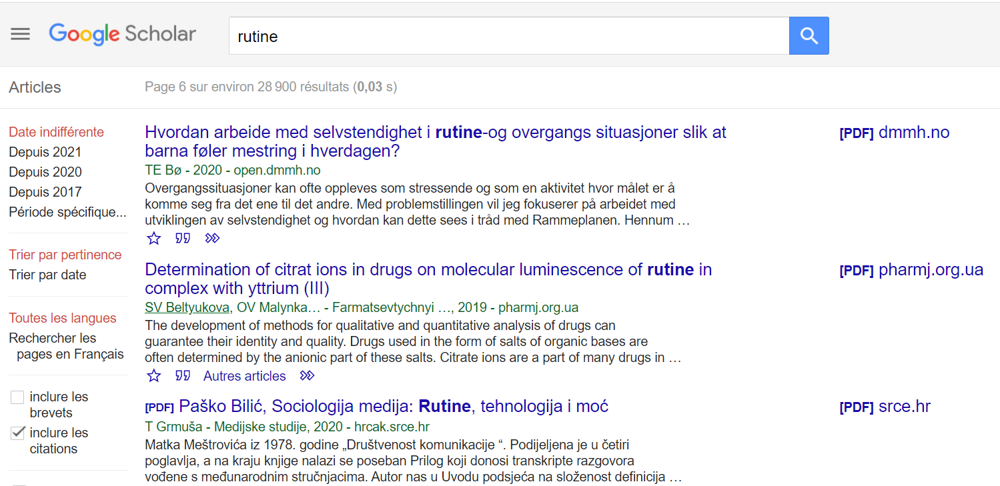 Google Scholar
rutine
Articles
Page 6 sur environ 28 900 résultats (0,03 s)
Date indifférente
Depuis 2021
Depuis 2020
Depuis 2017
Période spécifique...
Trier par pertinence
Trier par date
Toutes les langues
Rechercher les
pages en Français
inclure les
brevets
inclure les
citations
Hvordan arbeide med selvstendighet i rutine-og overgangs situasjoner slik at
barna føler mestring i hverdagen?
TE Bø - 2020 - open.dmmh.no
Overgangssituasjoner kan ofte oppleves som stressende og som en aktivitet hvor målet er å
komme seg fra det ene til det andre. Med problemstillingen vil jeg fokuserer på arbeidet med
utviklingen av selvstendighet og hvordan kan dette sees i tråd med Rammeplanen. Hennum …
[PDF] dmmh.no
Determination of citrat ions in drugs on molecular luminescence of rutine in
complex with yttrium (III)
SV Beltyukova, OV Malynka… - Farmatsevtychnyi …, 2019 - pharmj.org.ua
The development of methods for qualitative and quantitative analysis of drugs can
guarantee their identity and quality. Drugs used in the form of salts of organic bases are
often determined by the anionic part of these salts. Citrate ions are a part of many drugs in …
Autres articles
[PDF] pharmj.org.ua
[PDF] Paško Bilić, Sociologija medija: Rutine, tehnologija i moć
T Grmuša - Medijske studije, 2020 - hrcak.srce.hr
Matka Meštrovića iz 1978. godine „Društvenost komunikacije “. Podijeljena je u četiri
poglavlja, a na kraju knjige nalazi se poseban Prilog koji donosi transkripte razgovora
vođene s međunarodnim stručnjacima. Autor nas u Uvodu podsjeća na složenost definicija …
[PDF] srce.hr